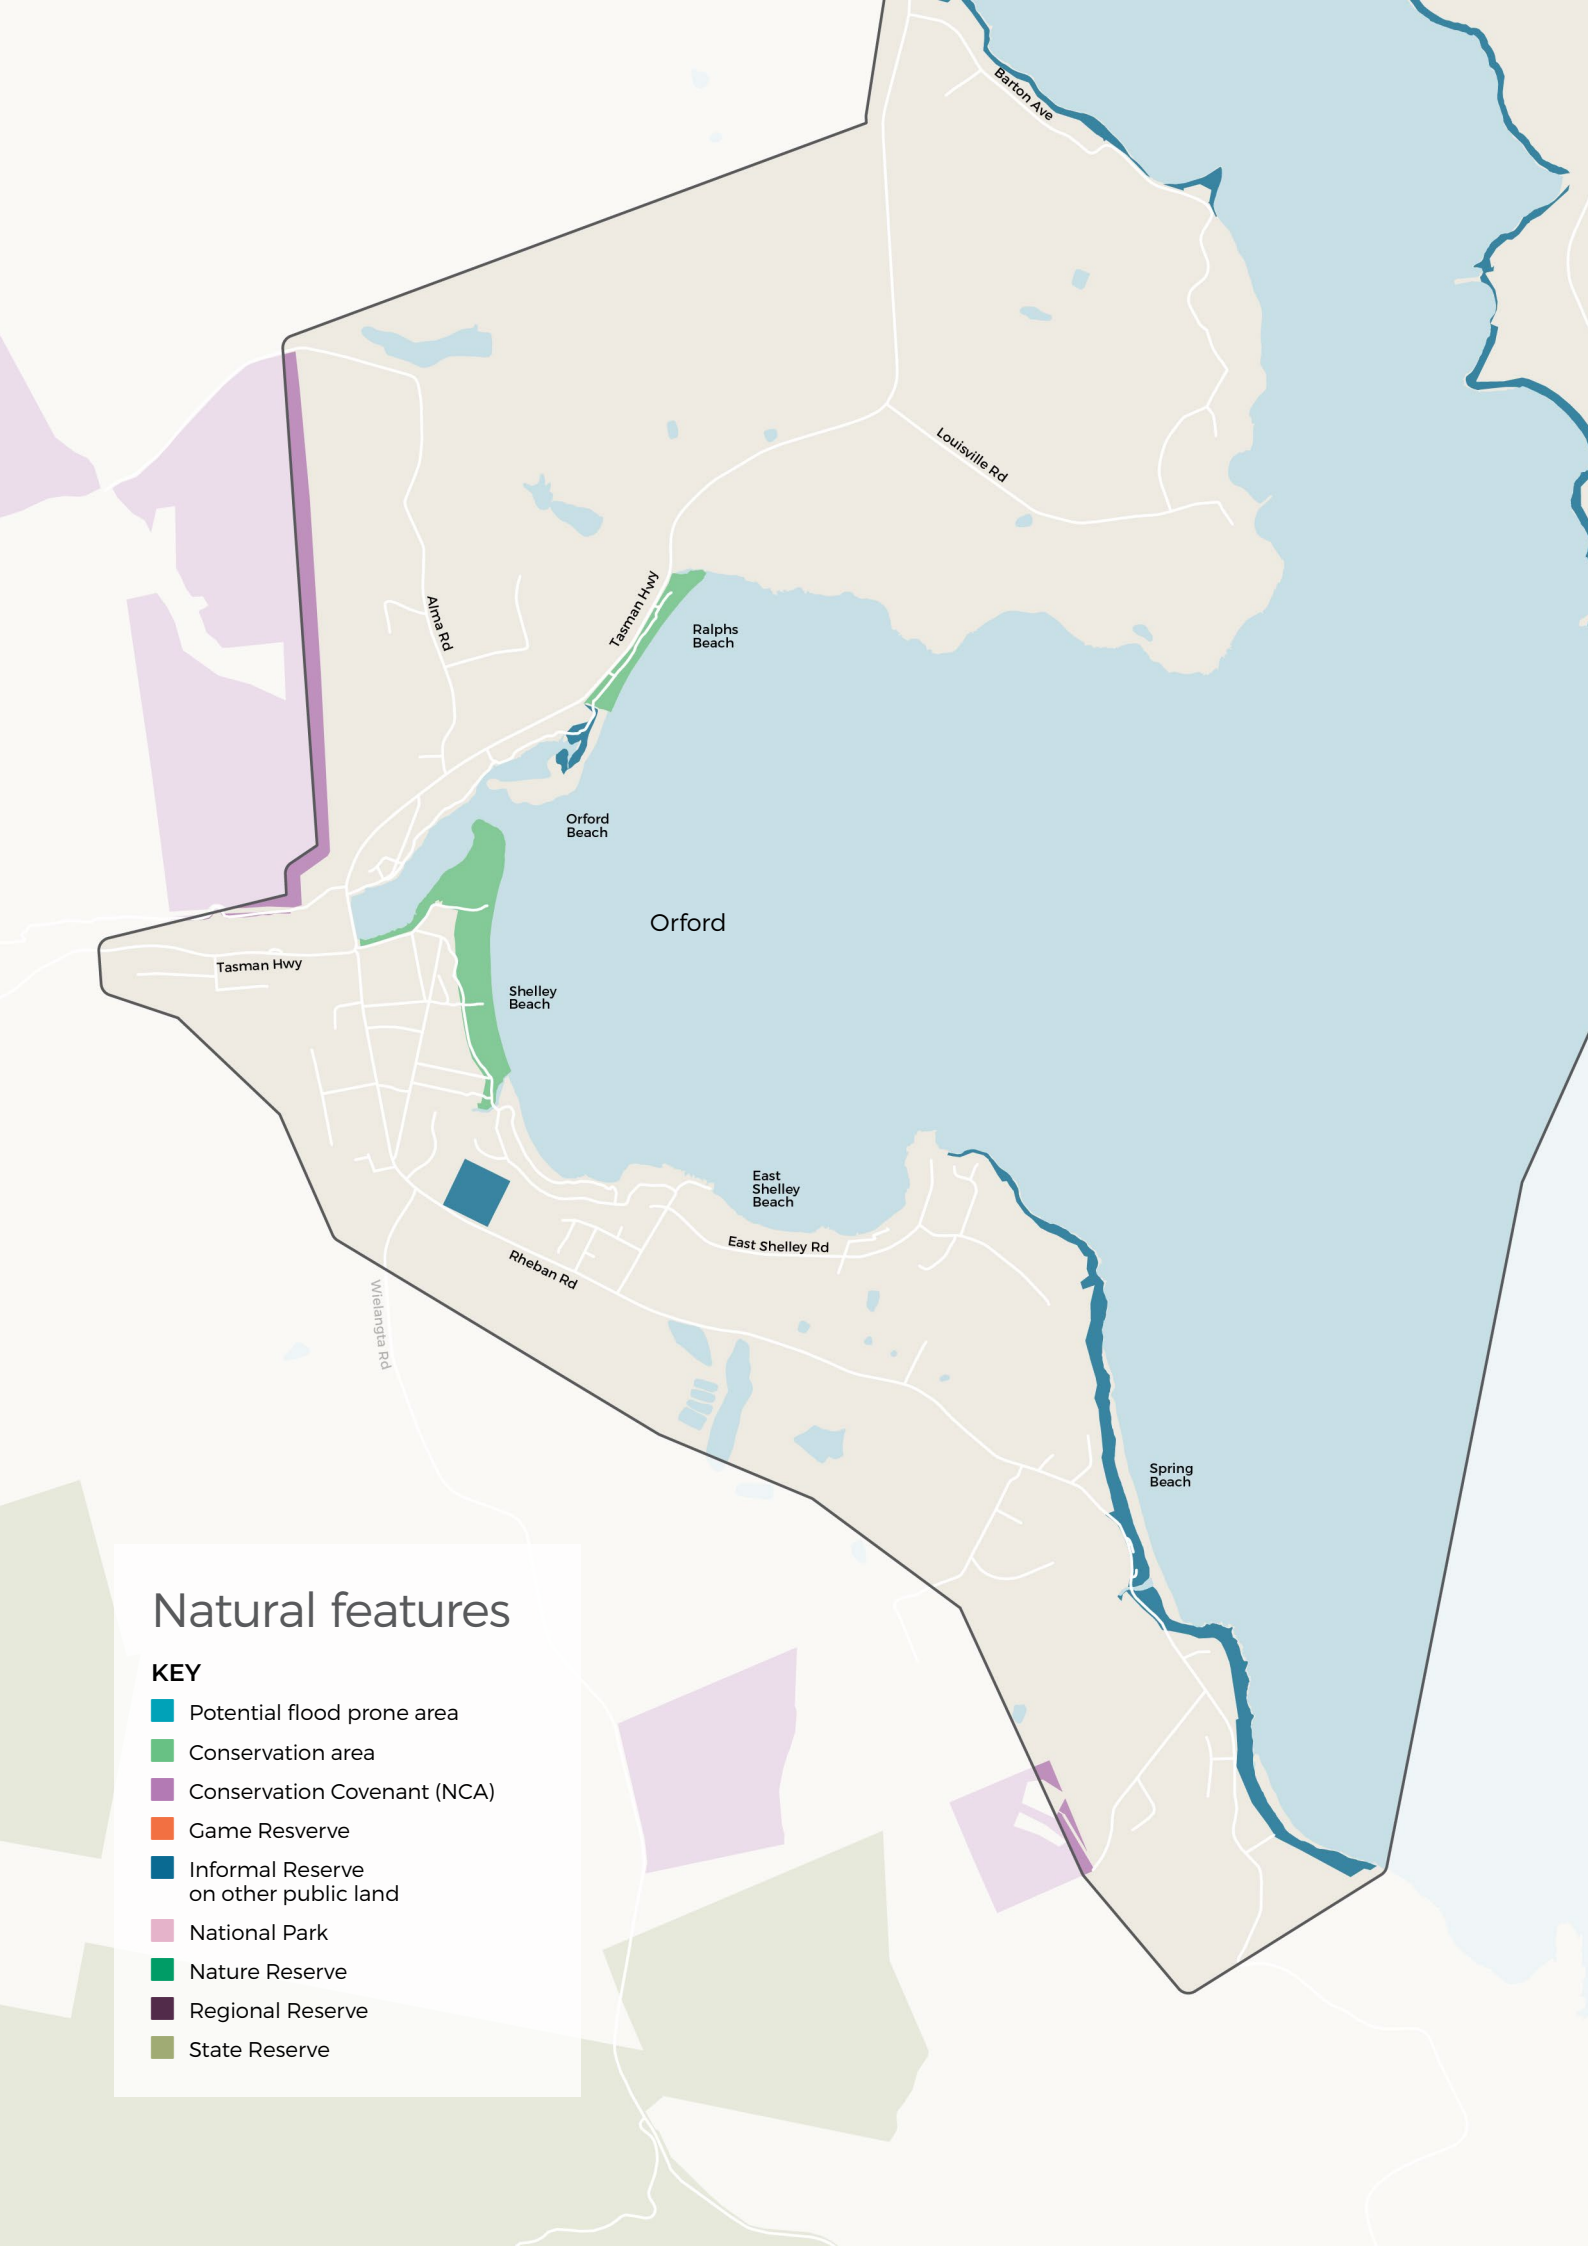 Barton Ave
Louisville Rd
Tasman Hwy
Alma Rd
Ralphs
Beach
Orford
Beach
Orford
Tasman Hwy
Shelley
Beach
East
Shelley
Beach
East Shelley Rd
Rheban Rd
Wielangta Rd
Spring
Beach
Natural features
KEY
Potential flood prone area
Conservation area
Conservation Covenant (NCA)
Game Resverve
Informal Reserve
on other public land
National Park
Nature Reserve
Regional Reserve
State Reserve